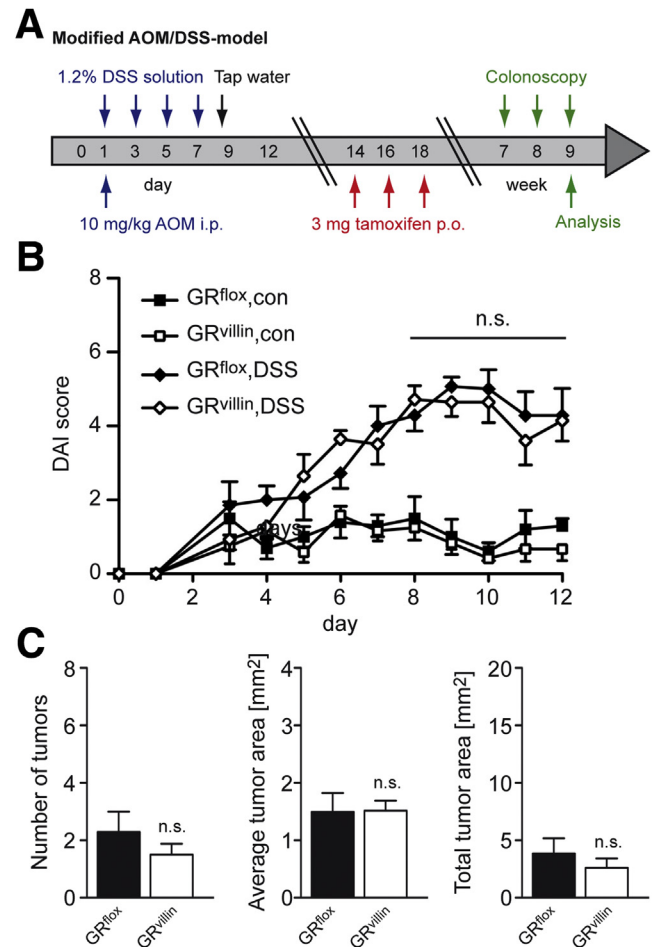 A
Modified AOM/DSS-model
1.2% DSS solution Tap water Colonoscopy
0 1 3 5 7 9 12 14 16 18 7 8 9
day week
10 mg/kg AOM i.p. 3 mg tamoxifen p.o. Analysis
B
8
6
4
2
0
DAI score
GRflox,con
GRvillin,con
GRflox,DSS
GRvillin,DSS
n.s.
days
0 2 4 6 8 10 12
day
C
Number of tumors
8
6
4
2
0
n.s.
GRflox GRvillin
Average tumor area [mm2]
4
3
2
1
0
n.s.
GRflox GRvillin
Total tumor area [mm2]
20
15
10
5
0
n.s.
GRflox GRvillin